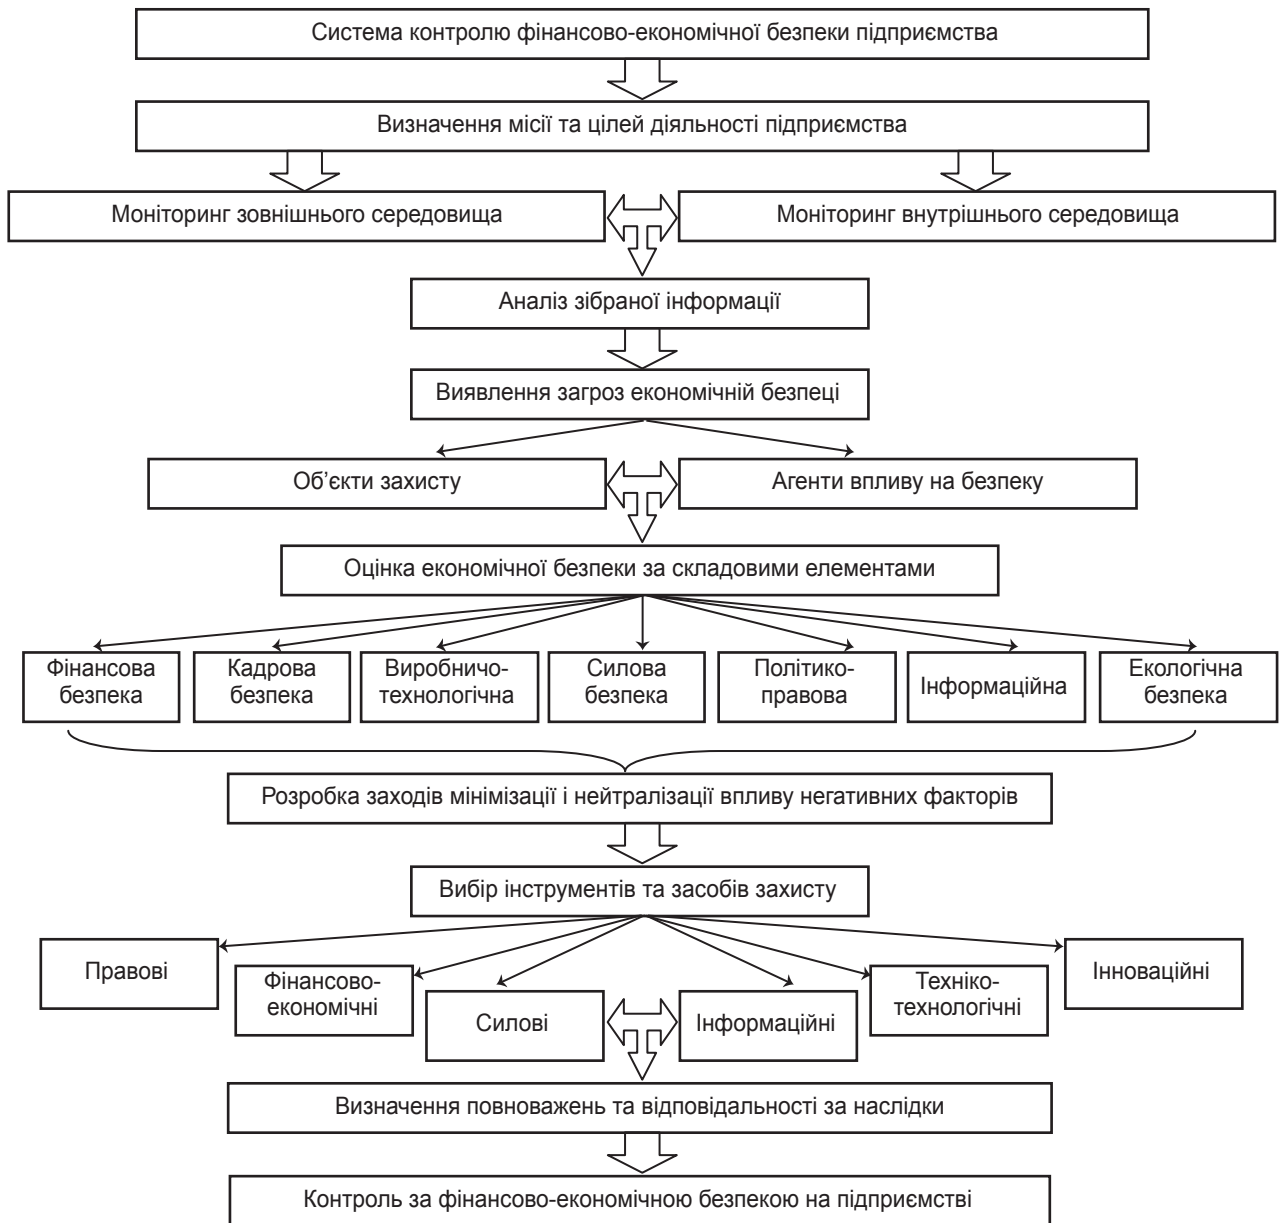 Система контролю фінансово-економічної безпеки підприємства
Визначення місії та цілей діяльності підприємства
Моніторинг зовнішнього середовища
Моніторинг внутрішнього середовища
Аналіз зібраної інформації
Виявлення загроз економічній безпеці
Об’єкти захисту
Агенти впливу на безпеку
Оцінка економічної безпеки за складовими елементами
Фінансова
безпека
Кадрова
безпека
Виробничо-
технологічна
Силова
безпека
Політико-
правова
Інформаційна
Екологічна
безпека
Розробка заходів мінімізації і нейтралізації впливу негативних факторів
Вибір інструментів та засобів захисту
Правові
Фінансово-
економічні
Силові
Інформаційні
Техніко-
технологічні
Інноваційні
Визначення повноважень та відповідальності за наслідки
Контроль за фінансово-економічною безпекою на підприємстві